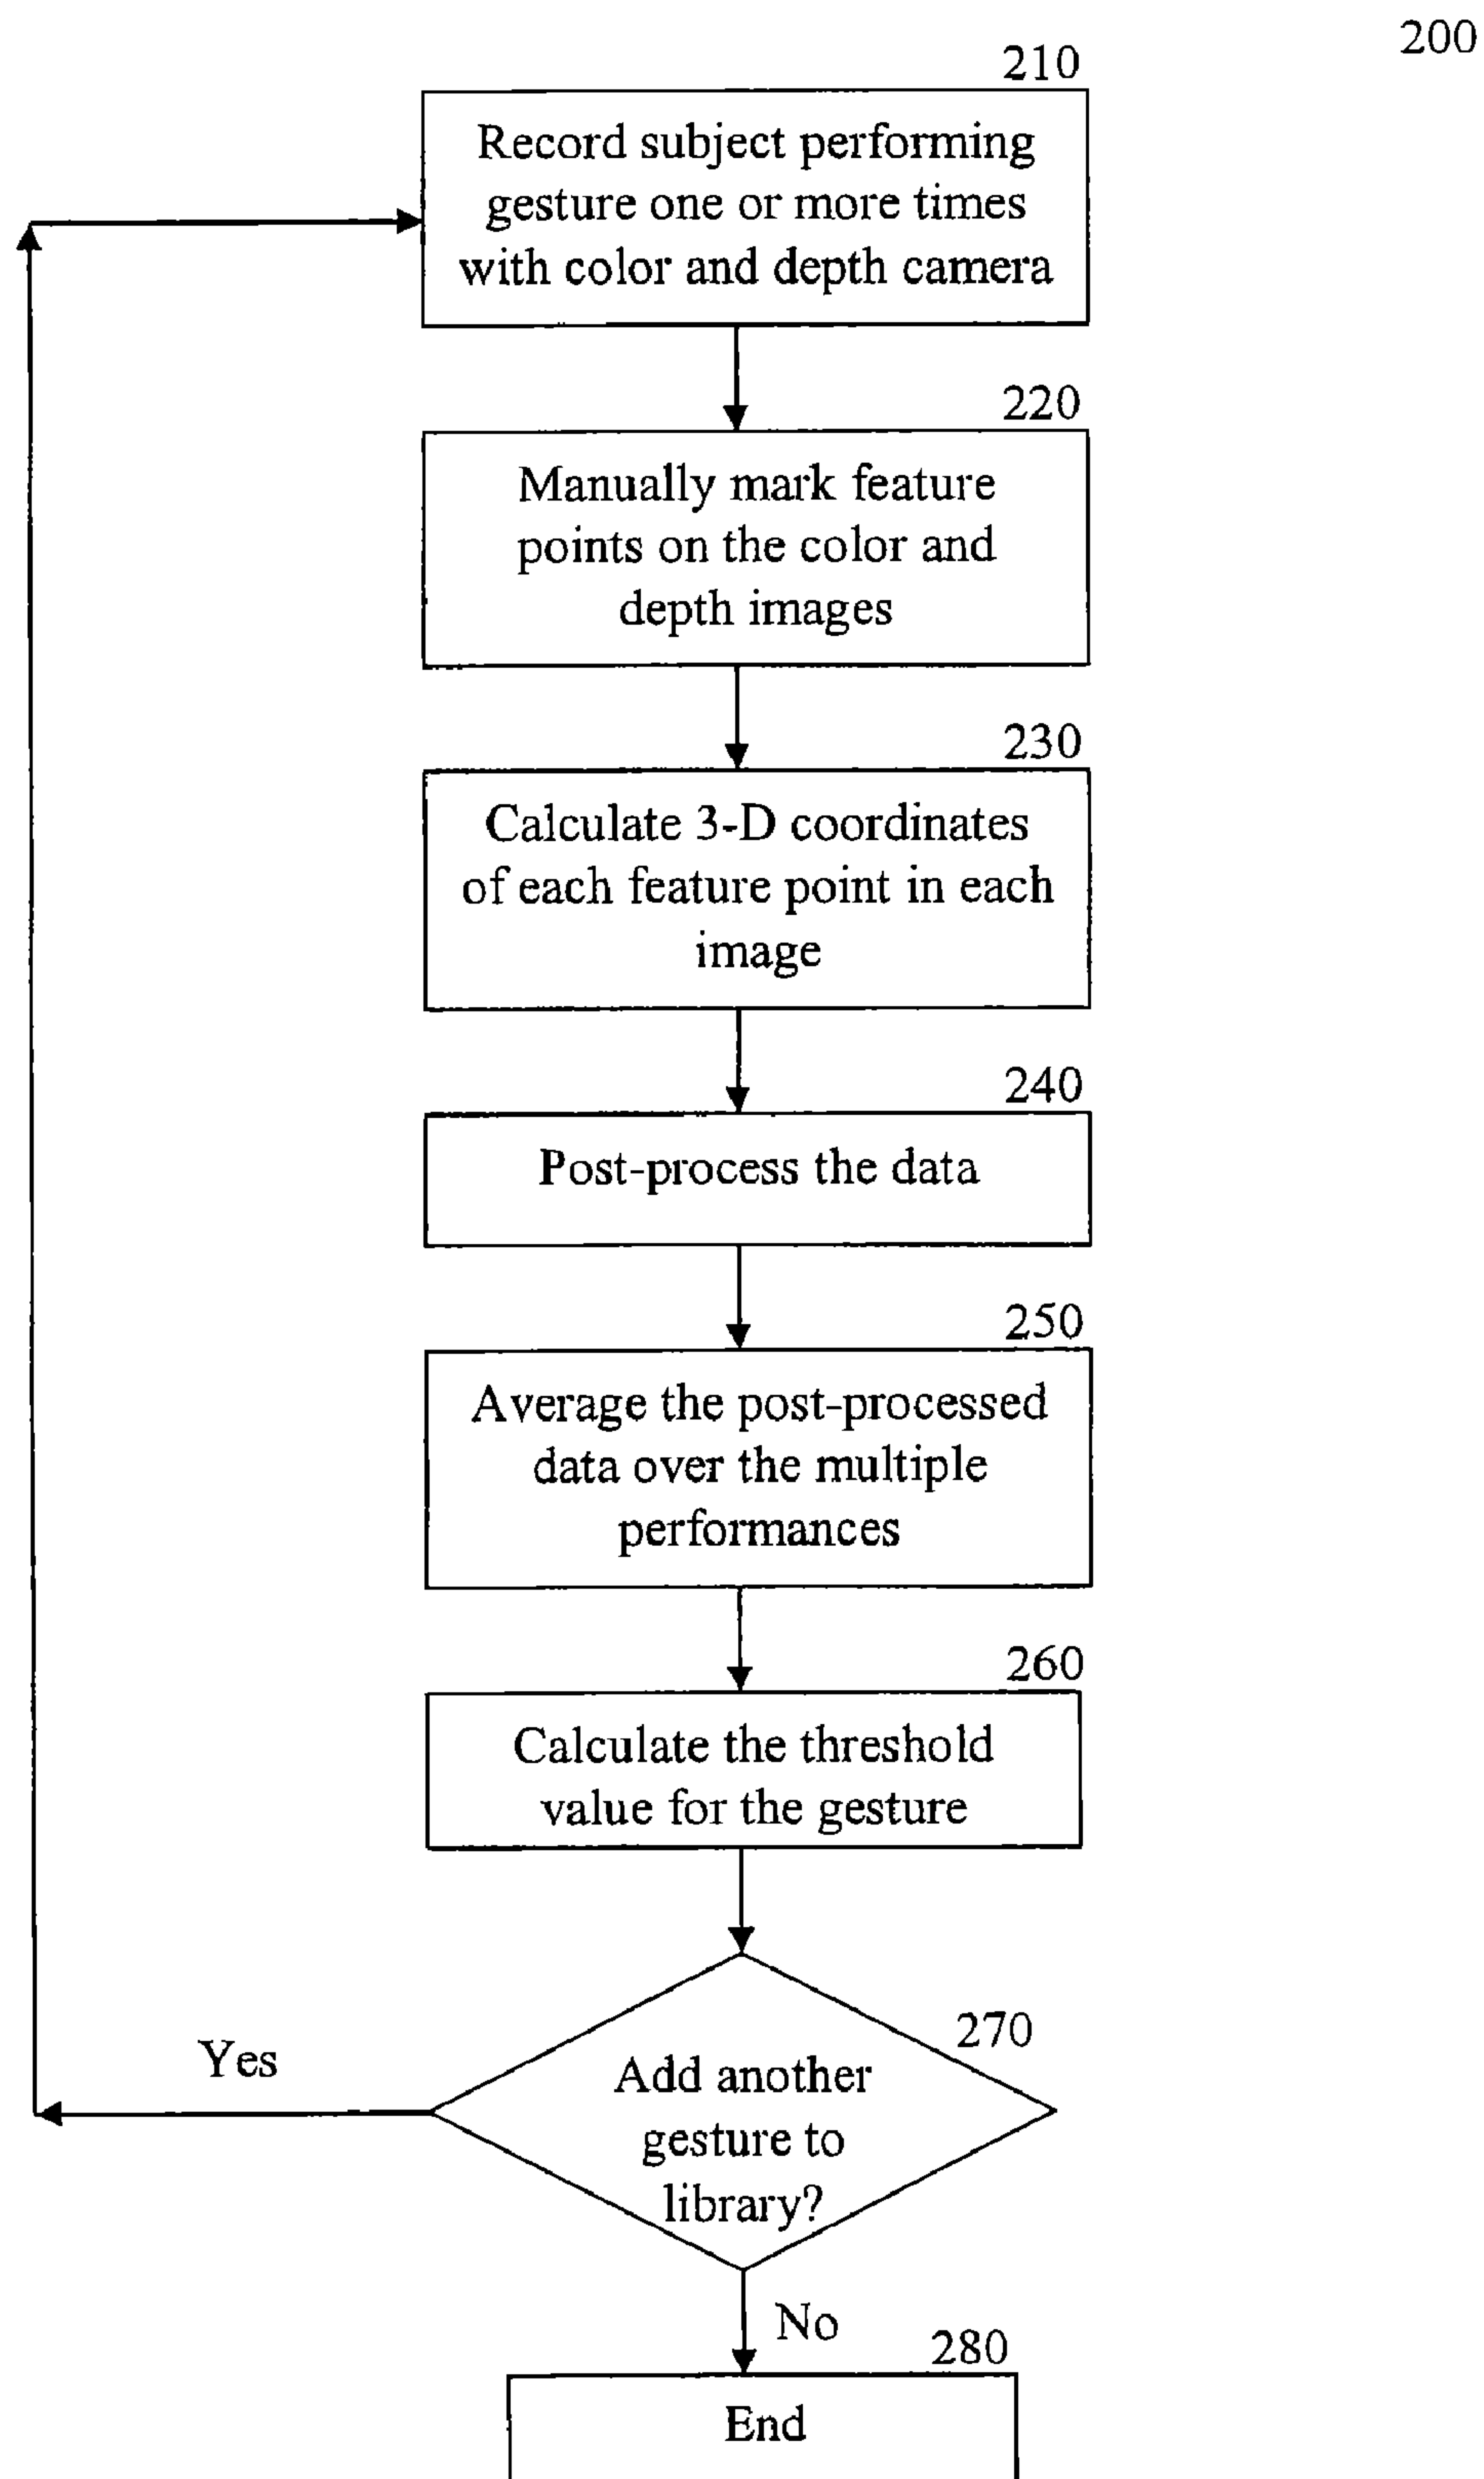 200
210
Record subject performing
gesture one or more times
with color and depth camera
220
Manually mark feature
points on the color and
depth images
230
Calculate 3-D coordinates
of each feature point in each
image
240
Post-process the data
250
Average the post-processed
data over the multiple
performances
260
Calculate the threshold
value for the gesture
270
Add another
gesture to
library?
Yes
No
280
End